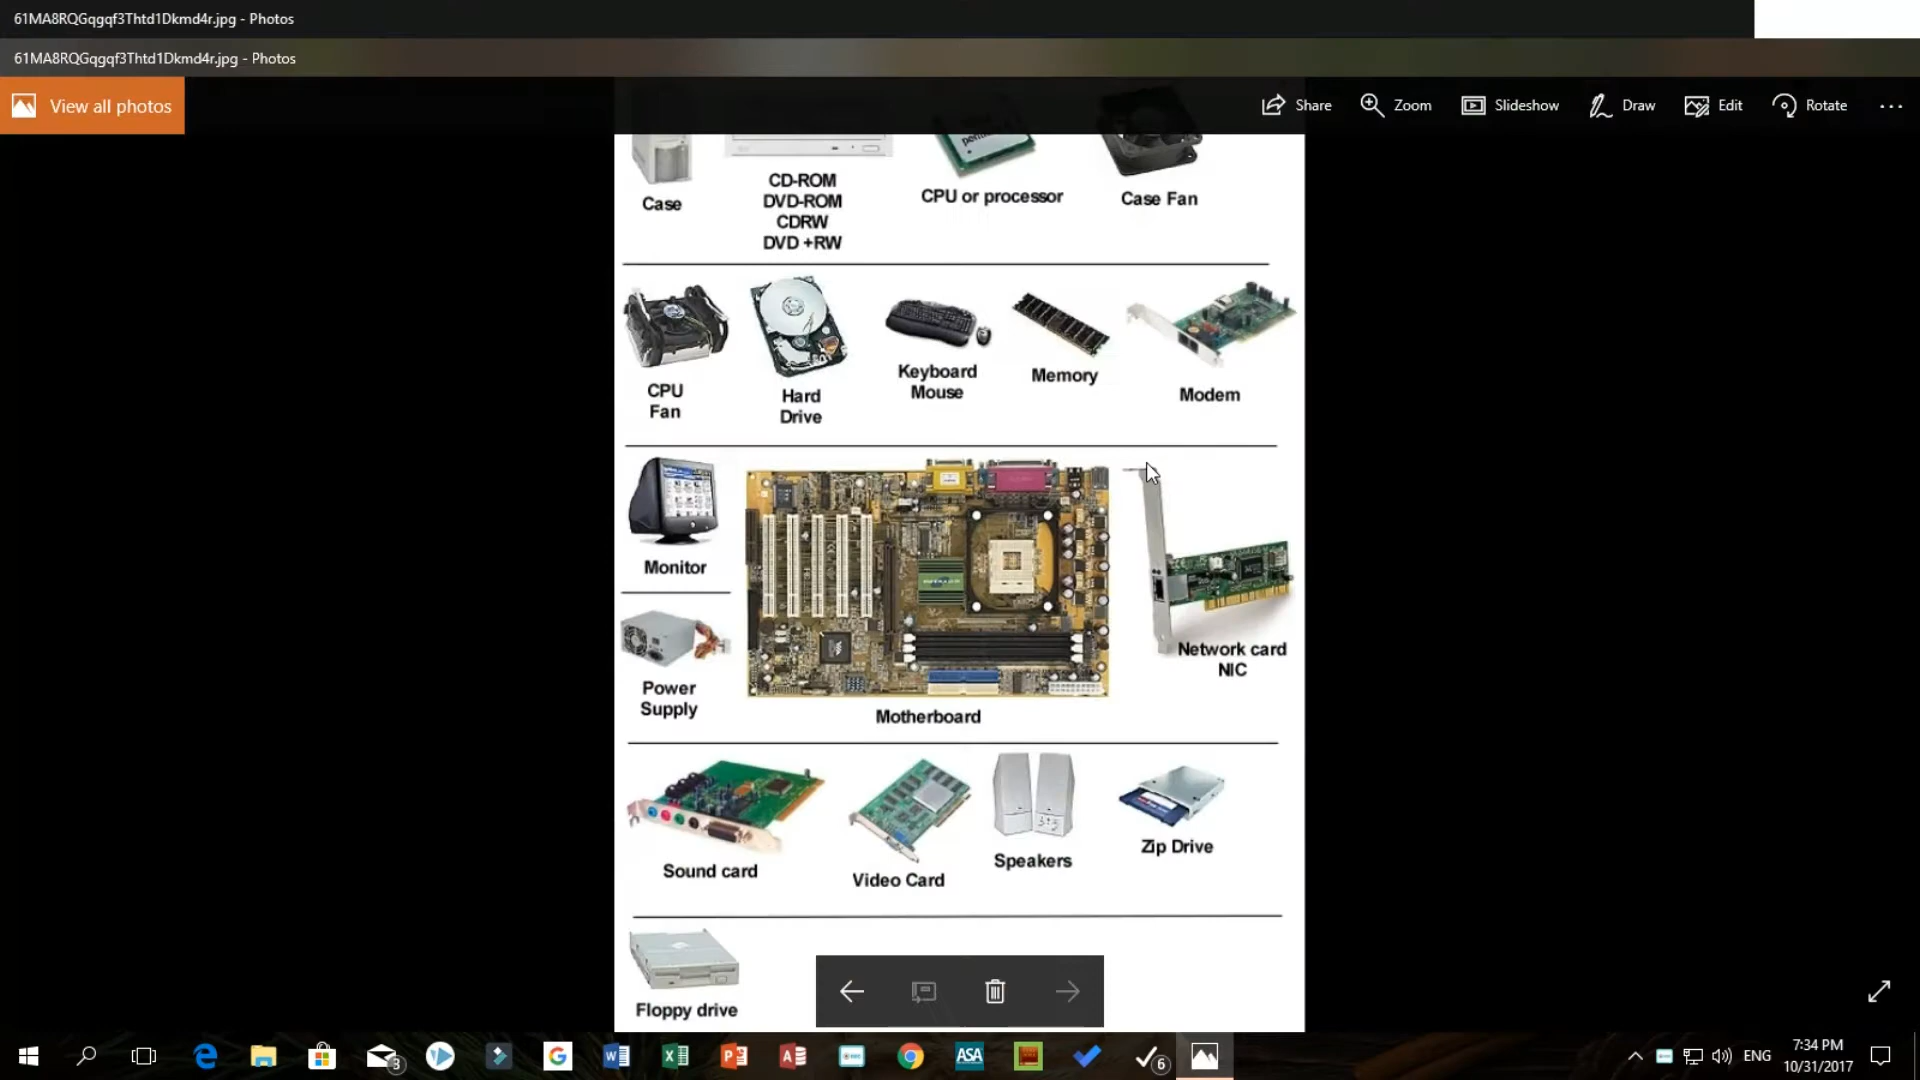 61MA8RQGqgqf3Thtd1Dkmd4r.jpg - Photos
61MA8RQGqgqf3Thtd1Dkmd4r.jpg - Photos
View all photos
Share
Zoom
Slideshow
Draw
Edit
Rotate
Case
CD-ROM
DVD-ROM
CDRW
DVD +RW
CPU or processor
Case Fan
CPU
Fan
Hard
Drive
Keyboard
Mouse
Memory
Modem
Monitor
Power
Supply
Motherboard
Network card
NIC
Sound card
Video Card
Speakers
Zip Drive
Floppy drive
3
ASA
6
ENG
7:34 PM
10/31/2017